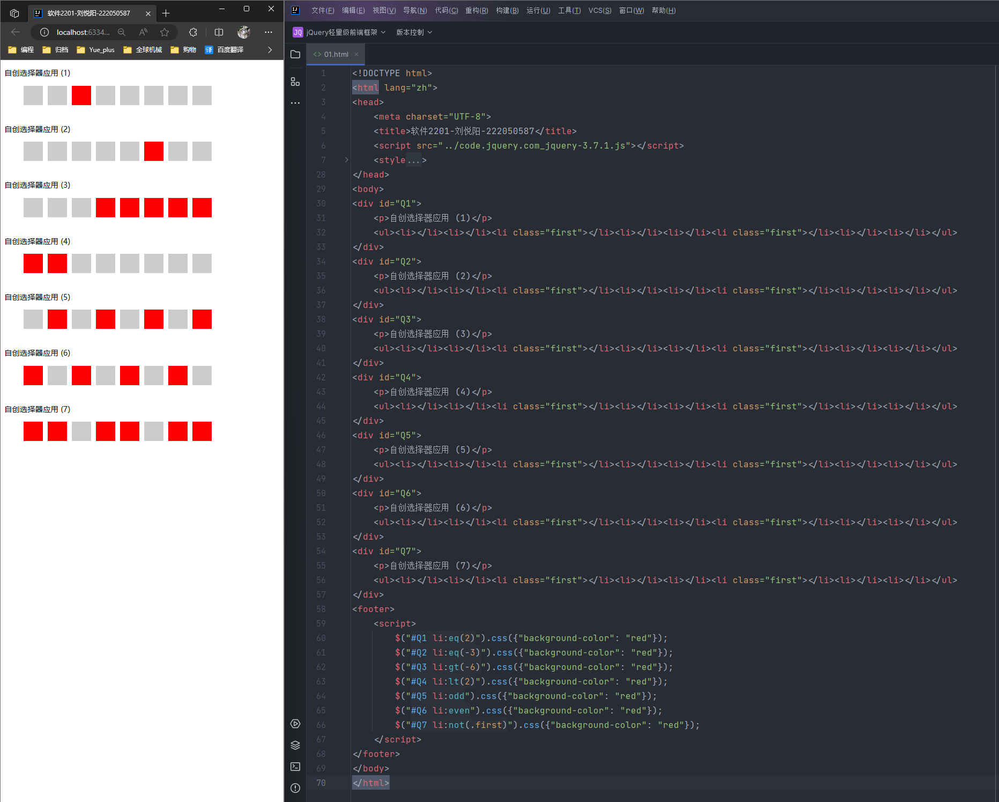 软件2201-刘悦阳-222050587
localhost:6334...
编程 归档 Yue_plus 全球机械 购物 译 百度翻译
自创选择器应用 (1)
自创选择器应用 (2)
自创选择器应用 (3)
自创选择器应用 (4)
自创选择器应用 (5)
自创选择器应用 (6)
自创选择器应用 (7)
IJ 文件(F) 编辑(E) 视图(V) 导航(N) 代码(C) 重构(R) 构建(B) 运行(U) 工具(T) VCS(S) 窗口(W) 帮助(H)
JQ jQuery轻量级前端框架 版本控制
<> 01.html
1 <!DOCTYPE html>
2 <html lang="zh">
3 <head>
4 <meta charset="UTF-8">
5 <title>软件2201-刘悦阳-222050587</title>
6 <script src="../code.jquery.com_jquery-3.7.1.js"></script>
7 <style...>
28 </head>
29 <body>
30 <div id="Q1">
31 <p>自创选择器应用 (1)</p>
32 <ul><li></li><li></li><li class="first"></li><li></li><li></li><li class="first"></li><li></li><li></li></ul>
33 </div>
34 <div id="Q2">
35 <p>自创选择器应用 (2)</p>
36 <ul><li></li><li></li><li class="first"></li><li></li><li></li><li class="first"></li><li></li><li></li></ul>
37 </div>
38 <div id="Q3">
39 <p>自创选择器应用 (3)</p>
40 <ul><li></li><li></li><li class="first"></li><li></li><li></li><li class="first"></li><li></li><li></li></ul>
41 </div>
42 <div id="Q4">
43 <p>自创选择器应用 (4)</p>
44 <ul><li></li><li></li><li class="first"></li><li></li><li></li><li class="first"></li><li></li><li></li></ul>
45 </div>
46 <div id="Q5">
47 <p>自创选择器应用 (5)</p>
48 <ul><li></li><li></li><li class="first"></li><li></li><li></li><li class="first"></li><li></li><li></li></ul>
49 </div>
50 <div id="Q6">
51 <p>自创选择器应用 (6)</p>
52 <ul><li></li><li></li><li class="first"></li><li></li><li></li><li class="first"></li><li></li><li></li></ul>
53 </div>
54 <div id="Q7">
55 <p>自创选择器应用 (7)</p>
56 <ul><li></li><li></li><li class="first"></li><li></li><li></li><li class="first"></li><li></li><li></li></ul>
57 </div>
58 <footer>
59 <script>
60 $("#Q1 li:eq(2)").css({"background-color": "red"});
61 $("#Q2 li:eq(-3)").css({"background-color": "red"});
62 $("#Q3 li:gt(-6)").css({"background-color": "red"});
63 $("#Q4 li:lt(2)").css({"background-color": "red"});
64 $("#Q5 li:odd").css({"background-color": "red"});
65 $("#Q6 li:even").css({"background-color": "red"});
66 $("#Q7 li:not(.first)").css({"background-color": "red"});
67 </script>
68 </footer>
69 </body>
70 </html>